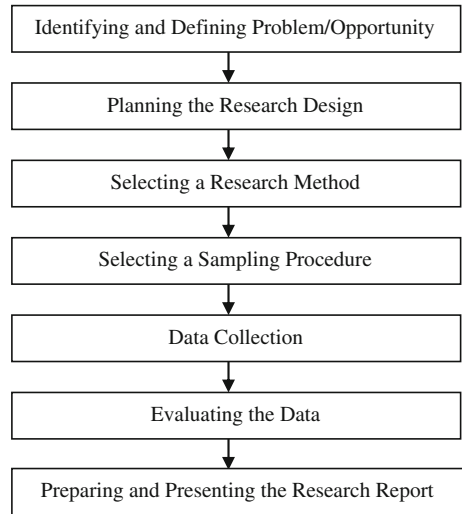 Identifying and Defining Problem/Opportunity
Planning the Research Design
Selecting a Research Method
Selecting a Sampling Procedure
Data Collection
Evaluating the Data
Preparing and Presenting the Research Report